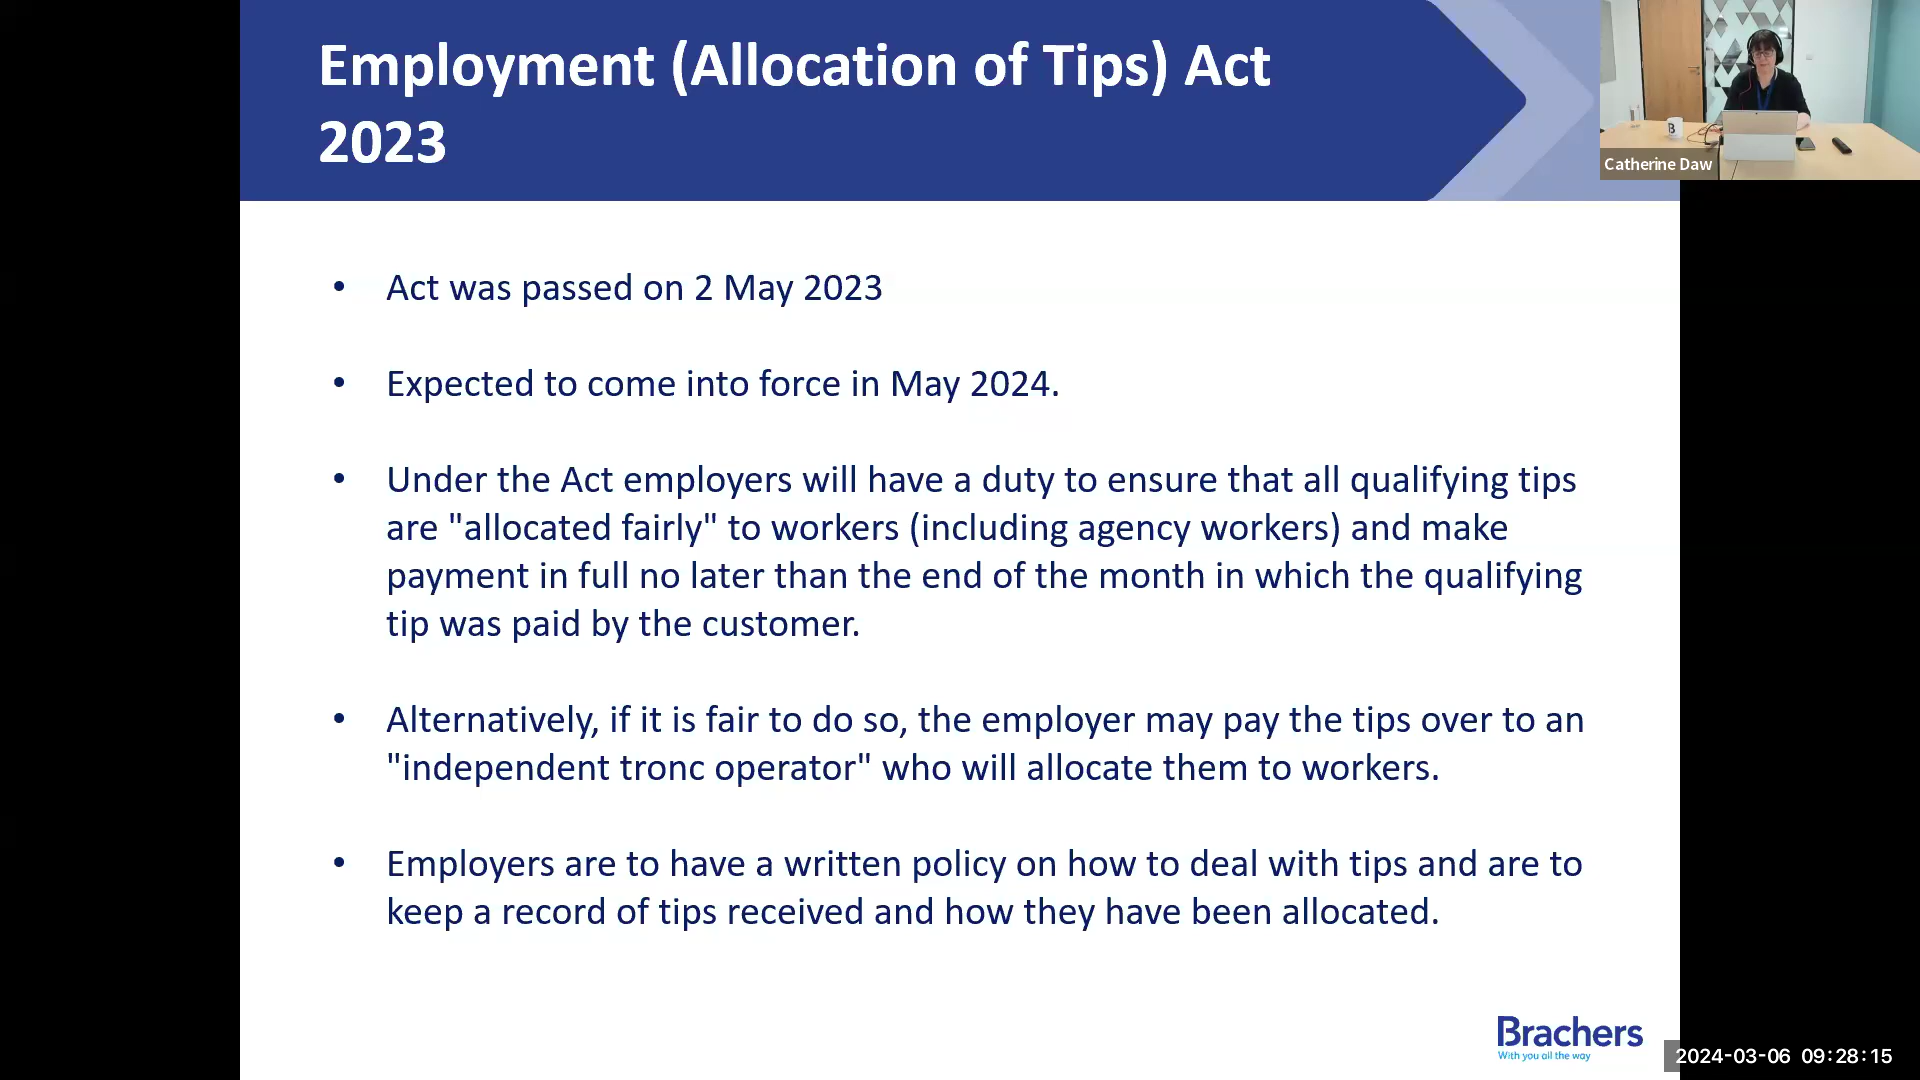 Employment (Allocation of Tips) Act
2023
Catherine Daw
• Act was passed on 2 May 2023
• Expected to come into force in May 2024.
• Under the Act employers will have a duty to ensure that all qualifying tips
are "allocated fairly" to workers (including agency workers) and make
payment in full no later than the end of the month in which the qualifying
tip was paid by the customer.
• Alternatively, if it is fair to do so, the employer may pay the tips over to an
"independent tronc operator" who will allocate them to workers.
• Employers are to have a written policy on how to deal with tips and are to
keep a record of tips received and how they have been allocated.
Brachers
With you all the way
2024-03-06 09:28:15
B